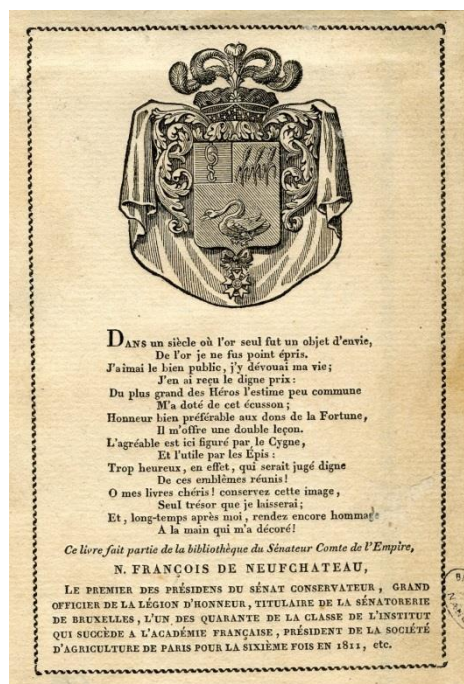 DANS un siècle où l'or seul fut un objet d'envie,
De l'or je ne fus point épris.
J'aimai le bien public, j'y dévouai ma vie;
J'en ai reçu le digne prix:
Du plus grand des Héros l'estime peu commune
M'a doté de cet écusson;
Honneur bien préférable aux dons de la Fortune,
Il m'offre une double leçon.
L'agréable est ici figuré par le Cygne,
Et l'utile par les Épis:
Trop heureux, en effet, qui serait jugé digne
De ces emblèmes réunis!
O mes livres chéris! conservez cette image,
Seul trésor que je laisserai;
Et, long-temps après moi, rendez encore hommage
A la main qui m'a décoré!
Ce livre fait partie de la bibliothèque du Sénateur Comte de l'Empire,
N. FRANÇOIS DE NEUFCHATEAU,
LE PREMIER DES PRÉSIDENS DU SÉNAT CONSERVATEUR, GRAND
OFFICIER DE LA LÉGION D'HONNEUR, TITULAIRE DE LA SÉNATORERIE
DE BRUXELLES, L'UN DES QUARANTE DE LA CLASSE DE L'INSTITUT
QUI SUCCÈDE A L'ACADÉMIE FRANÇAISE, PRÉSIDENT DE LA SOCIÉTÉ
D'AGRICULTURE DE PARIS POUR LA SIXIÈME FOIS EN 1811, etc.